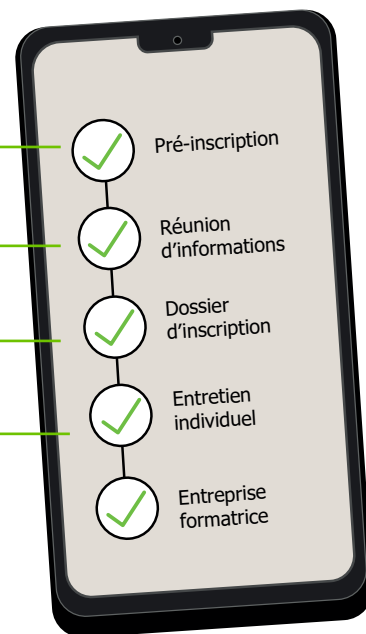 Pré-inscription
Réunion
d'informations
Dossier
d'inscription
Entretien
individuel
Entreprise
formatrice